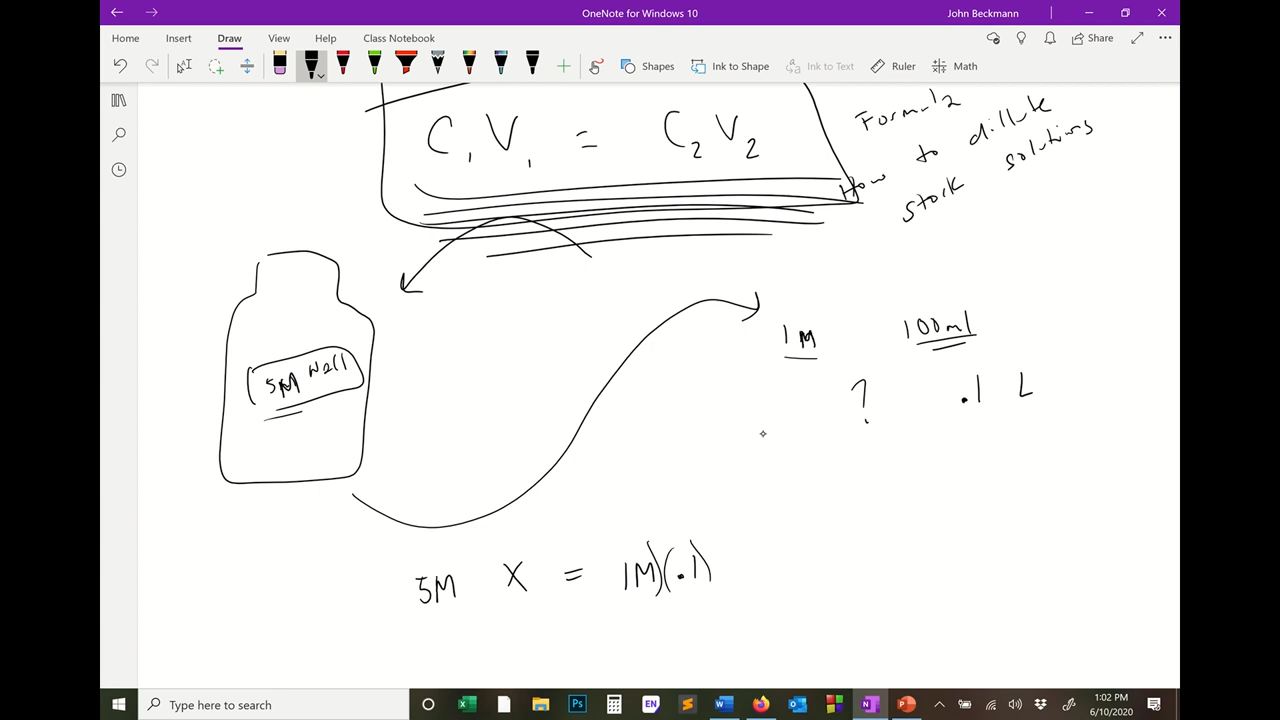 OneNote for Windows 10
John Beckmann
Home Insert Draw View Help Class Notebook
Share
Shapes Ink to Shape Ink to Text Ruler Math
C₁V₁ = C₂V₂
Formula
How to dillute
stock solutions
5M NaCl
1M 100ml
? .1 L
5M X = 1M)(.1)
Type here to search
EN
1:02 PM
6/10/2020